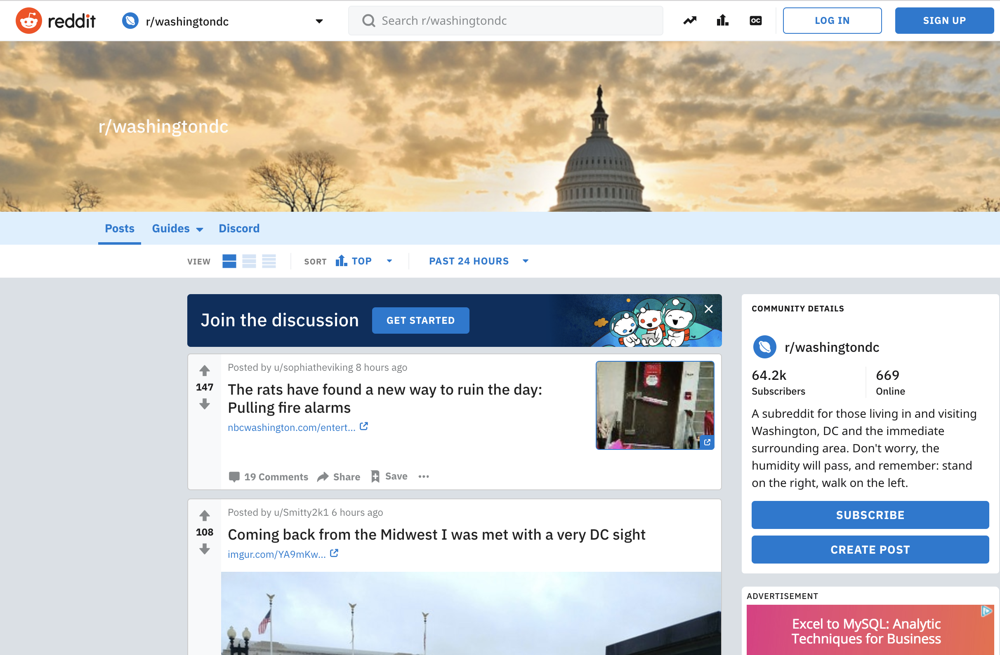 reddit
r/washingtondc
Search r/washingtondc
OC
LOG IN
SIGN UP
r/washingtondc
Posts
Guides
Discord
VIEW
SORT
TOP
PAST 24 HOURS
Join the discussion
GET STARTED
147
Posted by u/sophiatheviking 8 hours ago
The rats have found a new way to ruin the day:
Pulling fire alarms
nbcwashington.com/entert...
19 Comments
Share
Save
108
Posted by u/Smitty2k1 6 hours ago
Coming back from the Midwest I was met with a very DC sight
imgur.com/YA9mKw...
COMMUNITY DETAILS
r/washingtondc
64.2k
Subscribers
669
Online
A subreddit for those living in and visiting
Washington, DC and the immediate
surrounding area. Don't worry, the
humidity will pass, and remember: stand
on the right, walk on the left.
SUBSCRIBE
CREATE POST
ADVERTISEMENT
Excel to MySQL: Analytic
Techniques for Business